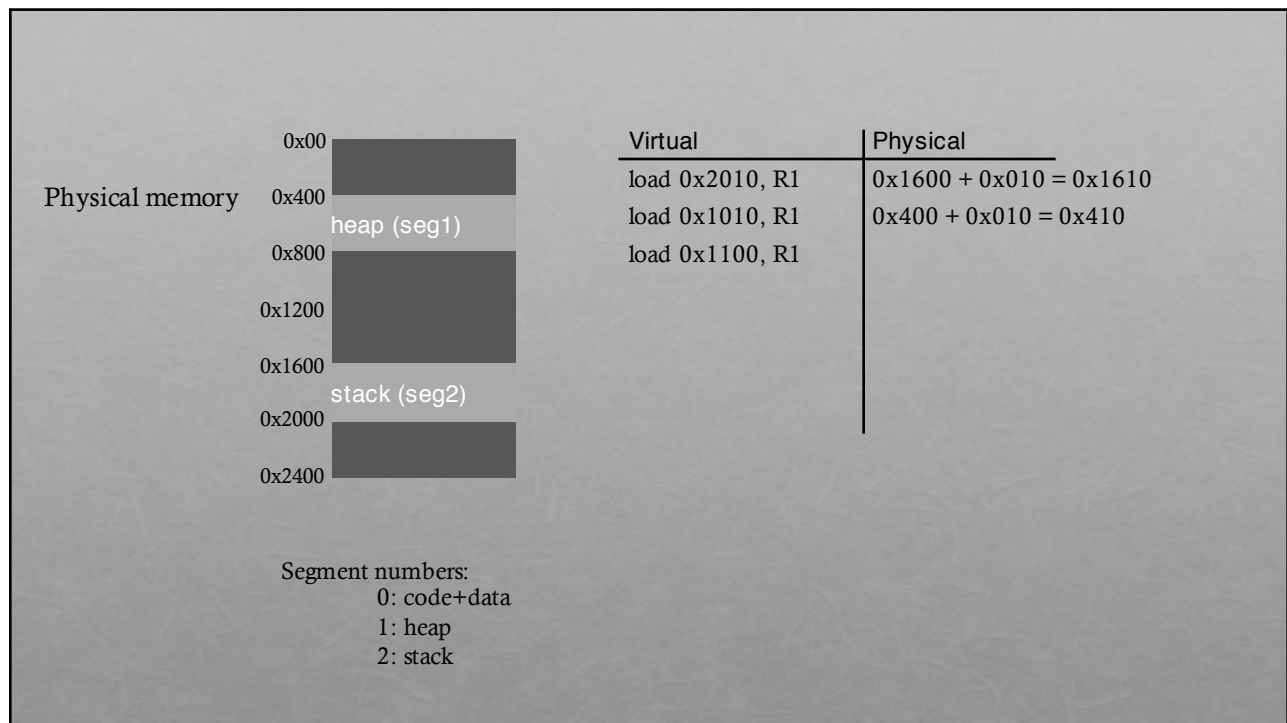 Physical memory
0x00
0x400
heap (seg1)
0x800
0x1200
0x1600
stack (seg2)
0x2000
0x2400
Virtual Physical
load 0x2010, R1 0x1600 + 0x010 = 0x1610
load 0x1010, R1 0x400 + 0x010 = 0x410
load 0x1100, R1
Segment numbers:
0: code+data
1: heap
2: stack